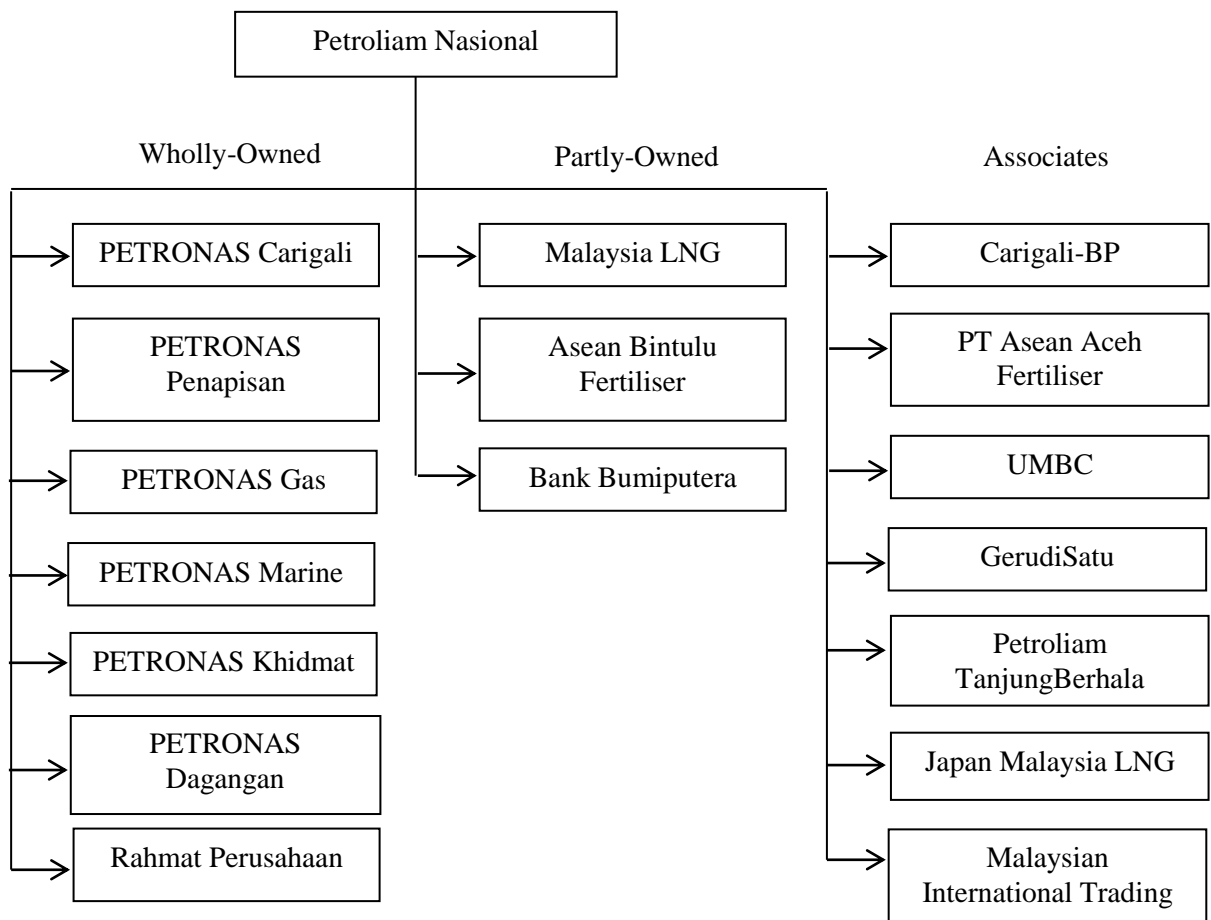 Petroliam Nasional
Wholly-Owned
Partly-Owned
Associates
PETRONAS Carigali
PETRONAS
Penapisan
PETRONAS Gas
PETRONAS Marine
PETRONAS Khidmat
PETRONAS
Dagangan
Rahmat Perusahaan
Malaysia LNG
Asean Bintulu
Fertiliser
Bank Bumiputera
Carigali-BP
PT Asean Aceh
Fertiliser
UMBC
GerudiSatu
Petroliam
TanjungBerhala
Japan Malaysia LNG
Malaysian
International Trading